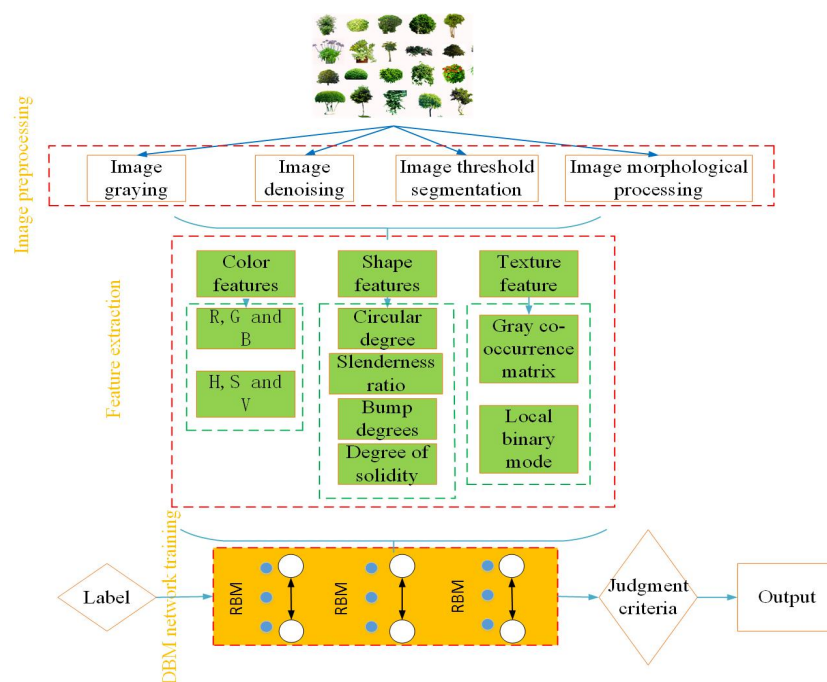 Image preprocessing
Image
graying
Image
denoising
Image threshold
segmentation
Image morphological
processing
Feature extraction
Color
features
R, G and
B
H, S and
V
Shape
features
Circular
degree
Slenderness
ratio
Bump
degrees
Degree of
solidity
Texture
feature
Gray co-
occurrence
matrix
Local
binary
mode
DBM network training
Label
RBM
RBM
RBM
Judgment
criteria
Output